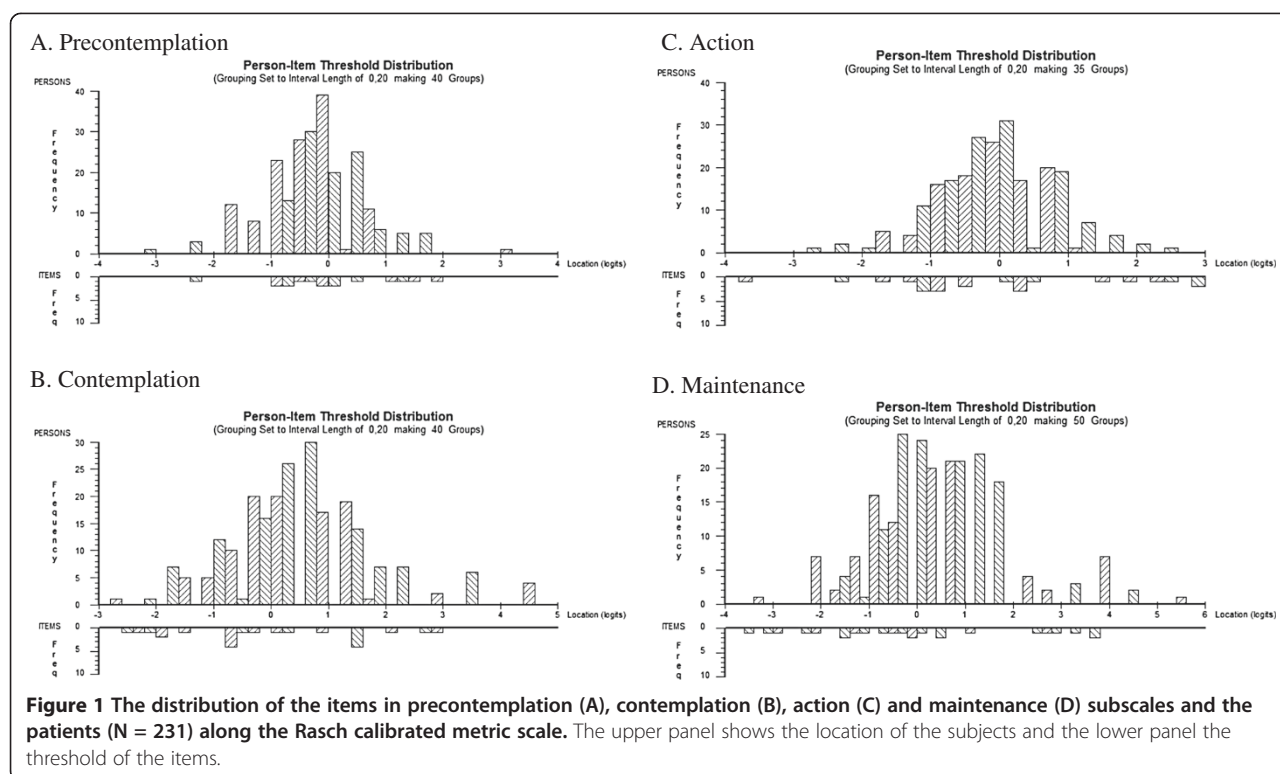 A. Precontemplation
Person-Item Threshold Distribution
(Grouping Set to Interval Length of 0,20 making 40 Groups)
PERSONS
Frequency
40
30
20
10
0
-4 -3 -2 -1 0 1 2 3 4 Location (logits)
ITEMS
Freq
0
5
10
B. Contemplation
Person-Item Threshold Distribution
(Grouping Set to Interval Length of 0,20 making 40 Groups)
PERSONS
Frequency
30
25
20
15
10
5
0
-3 -2 -1 0 1 2 3 4 5 Location (logits)
ITEMS
Freq
0
5
10
C. Action
Person-Item Threshold Distribution
(Grouping Set to Interval Length of 0,20 making 35 Groups)
PERSONS
Frequency
40
30
20
10
0
-4 -3 -2 -1 0 1 2 3 Location (logits)
ITEMS
Freq
0
5
10
D. Maintenance
Person-Item Threshold Distribution
(Grouping Set to Interval Length of 0,20 making 50 Groups)
PERSONS
Frequency
25
20
15
10
5
0
-4 -3 -2 -1 0 1 2 3 4 5 6 Location (logits)
ITEMS
Freq
0
5
10
Figure 1 The distribution of the items in precontemplation (A), contemplation (B), action (C) and maintenance (D) subscales and the
patients (N = 231) along the Rasch calibrated metric scale. The upper panel shows the location of the subjects and the lower panel the
threshold of the items.